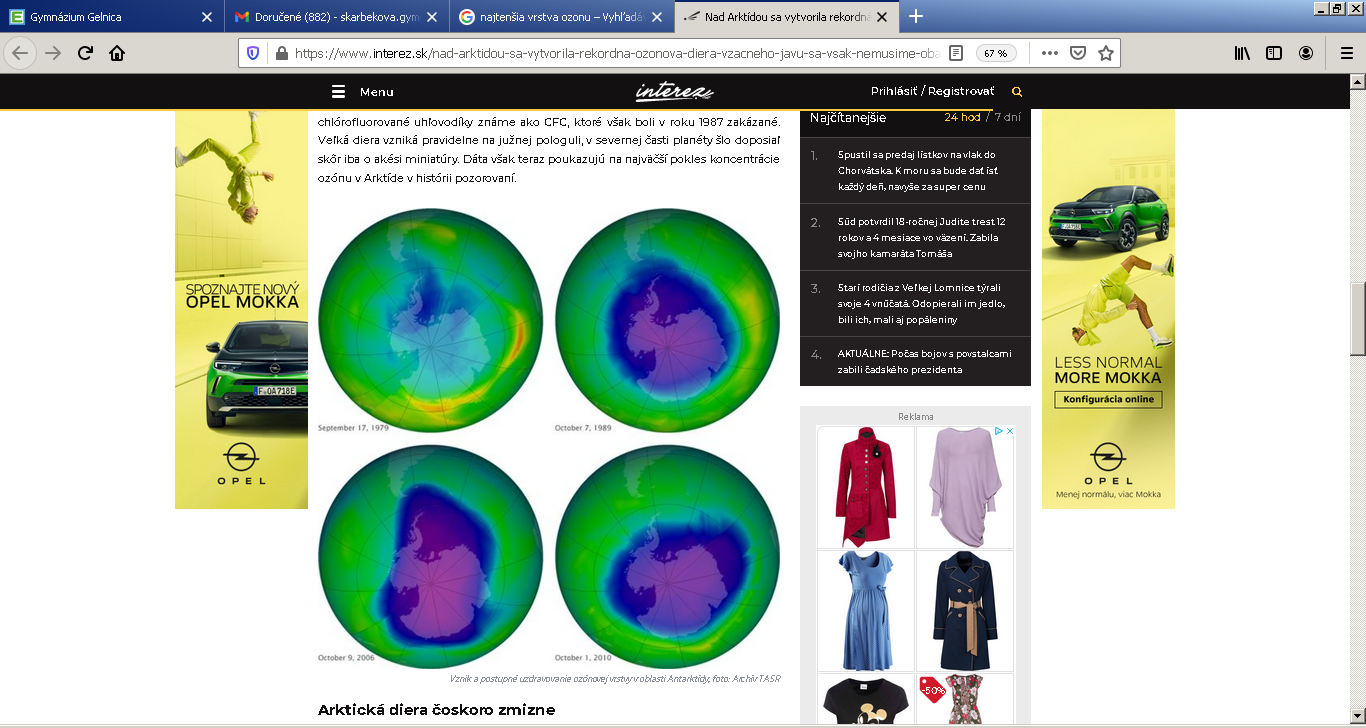 Gymnázium Gelnica
Doručené (882) - skarbekova.gym
najtenšia vrstva ozonu – Vyhľadá
Nad Arktídou sa vytvorila rekordná
https://www.interez.sk/nad-arktidou-sa-vytvorila-rekordna-ozonova-diera-vzacneho-javu-sa-vsak-nemusime-oba
67 %
Menu
interez
Prihlásiť / Registrovať
chlórofluorované uhľovodíky známe ako CFC, ktoré však boli v roku 1987 zakázané.
Veľká diera vzniká pravidelne na južnej pologuli, v severnej časti planéty šlo doposiaľ
skôr iba o akési miniatúry. Dáta však teraz poukazujú na najväčší pokles koncentrácie
ozónu v Arktíde v histórii pozorovaní.
September 17, 1979
October 7, 1989
October 9, 2006
October 1, 2010
Vznik a postupné uzdravovanie ozónovej vrstvy v oblasti Antarktídy, foto: Archív TASR
Arktická diera čoskoro zmizne
SPOZNAJTE NOVÝ
OPEL MOKKA
F·OA718E
OPEL
Najčítanejšie
24 hod / 7 dní
1. Spustil sa predaj lístkov na vlak do
Chorvátska. K moru sa bude dať ísť
každý deň, navyše za super cenu
2. Súd potvrdil 18-ročnej Judite trest 12
rokov a 4 mesiace vo väzení. Zabila
svojho kamaráta Tomáša
3. Starí rodičia z Veľkej Lomnice týrali
svoje 4 vnúčatá. Odopierali im jedlo,
bili ich, mali aj popáleniny
4. AKTUÁLNE: Počas bojov s povstalcami
zabili čadského prezidenta
Reklama
-50%
LESS NORMAL
MORE MOKKA
Konfigurácia online
OPEL
Menej normálu, viac Mokka